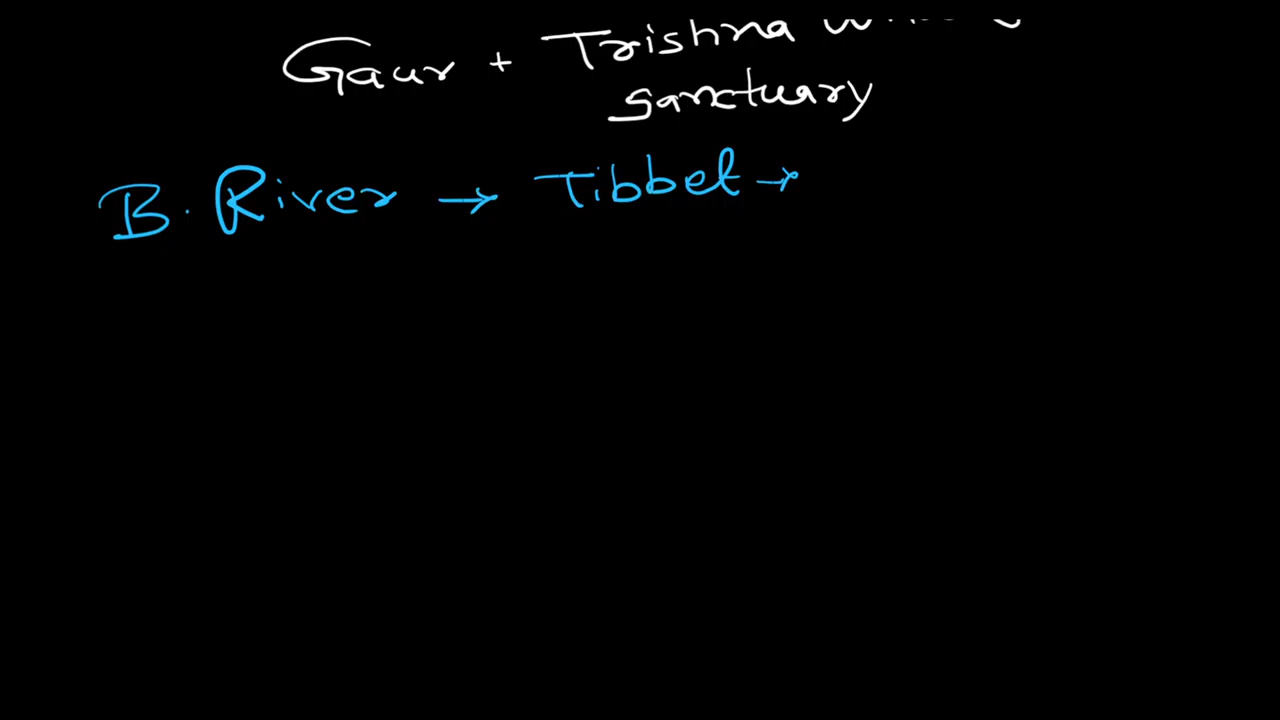 Gaur + Trishna
sanctuary
B. River → Tibbet →